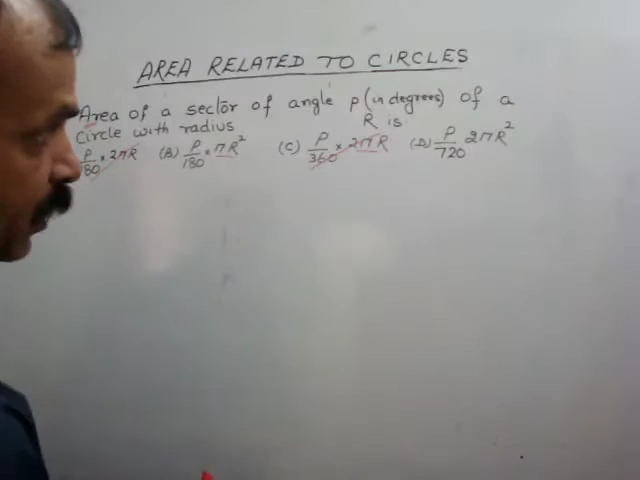 AREA RELATED TO CIRCLES
Area of a sector of angle p (in degrees) of a
circle with radius R is:
P/80 × 2πR (B) P/180 × πR² (C) P/360 × 2πR (D) P/720 2πR²